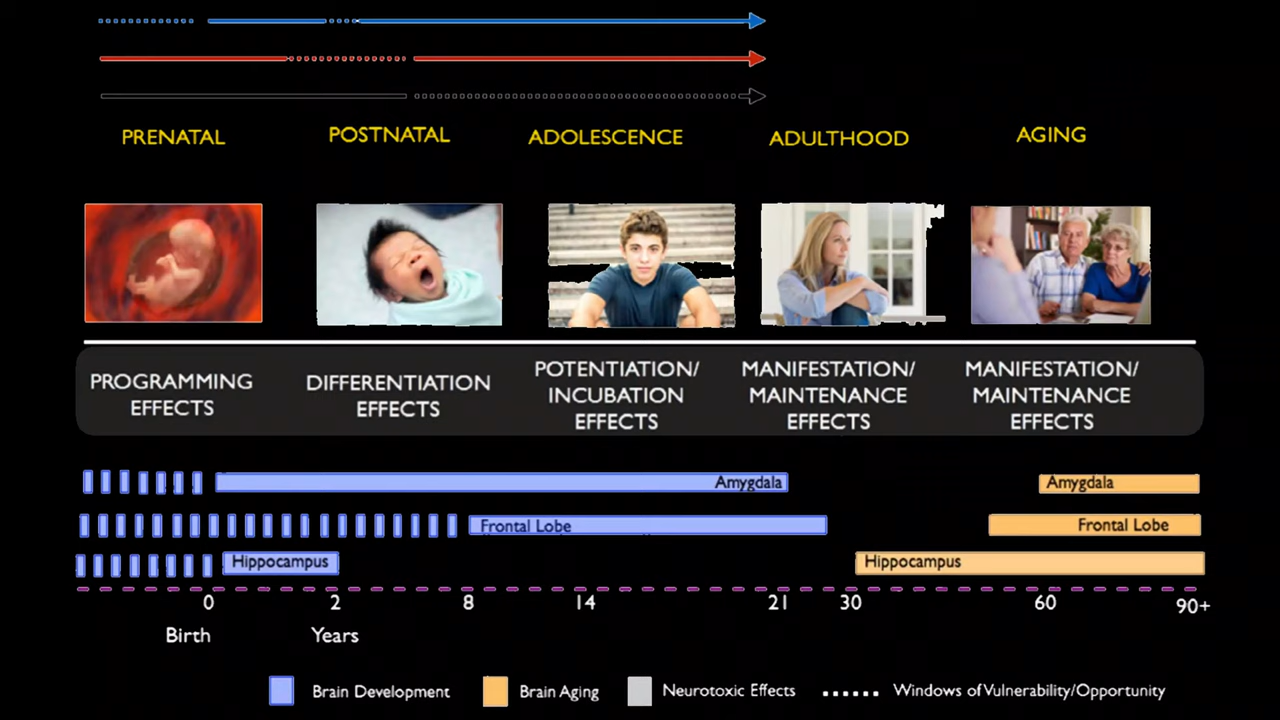 PRENATAL
POSTNATAL
ADOLESCENCE
ADULTHOOD
AGING
PROGRAMMING
EFFECTS
DIFFERENTIATION
EFFECTS
POTENTIATION/
INCUBATION
EFFECTS
MANIFESTATION/
MAINTENANCE
EFFECTS
MANIFESTATION/
MAINTENANCE
EFFECTS
Amygdala
Amygdala
Frontal Lobe
Frontal Lobe
Hippocampus
Hippocampus
0
2
8
14
21
30
60
90+
Birth
Years
Brain Development
Brain Aging
Neurotoxic Effects
Windows of Vulnerability/Opportunity